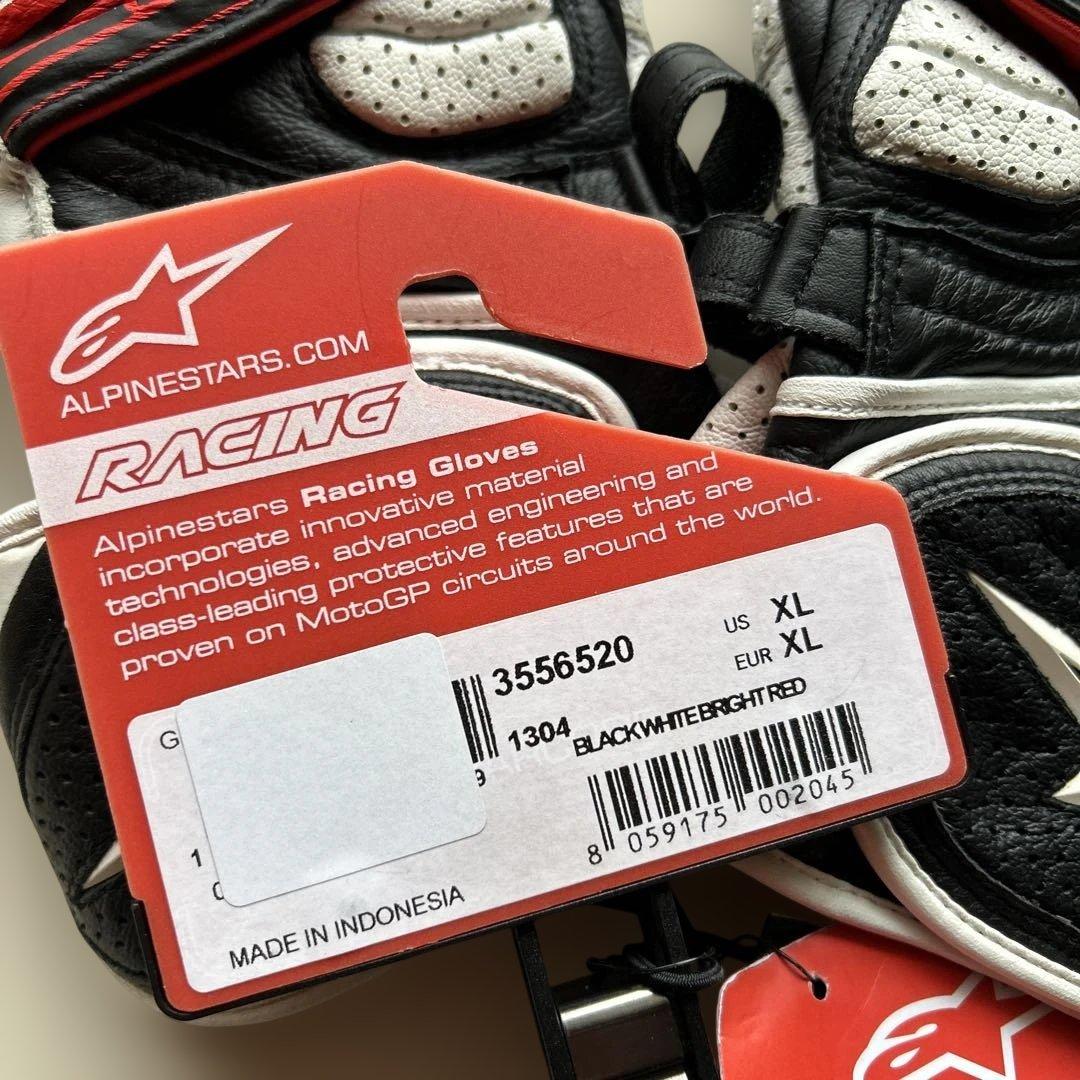 ALPINESTARS.COM
RACING
Alpinestars Racing Gloves
incorporate innovative material
technologies, advanced engineering and
class-leading protective features that are
proven on MotoGP circuits around the world.
G
3556520
US XL
EUR XL
9
1304 BLACK WHITE BRIGHT RED
1
8 059175 002045
MADE IN INDONESIA